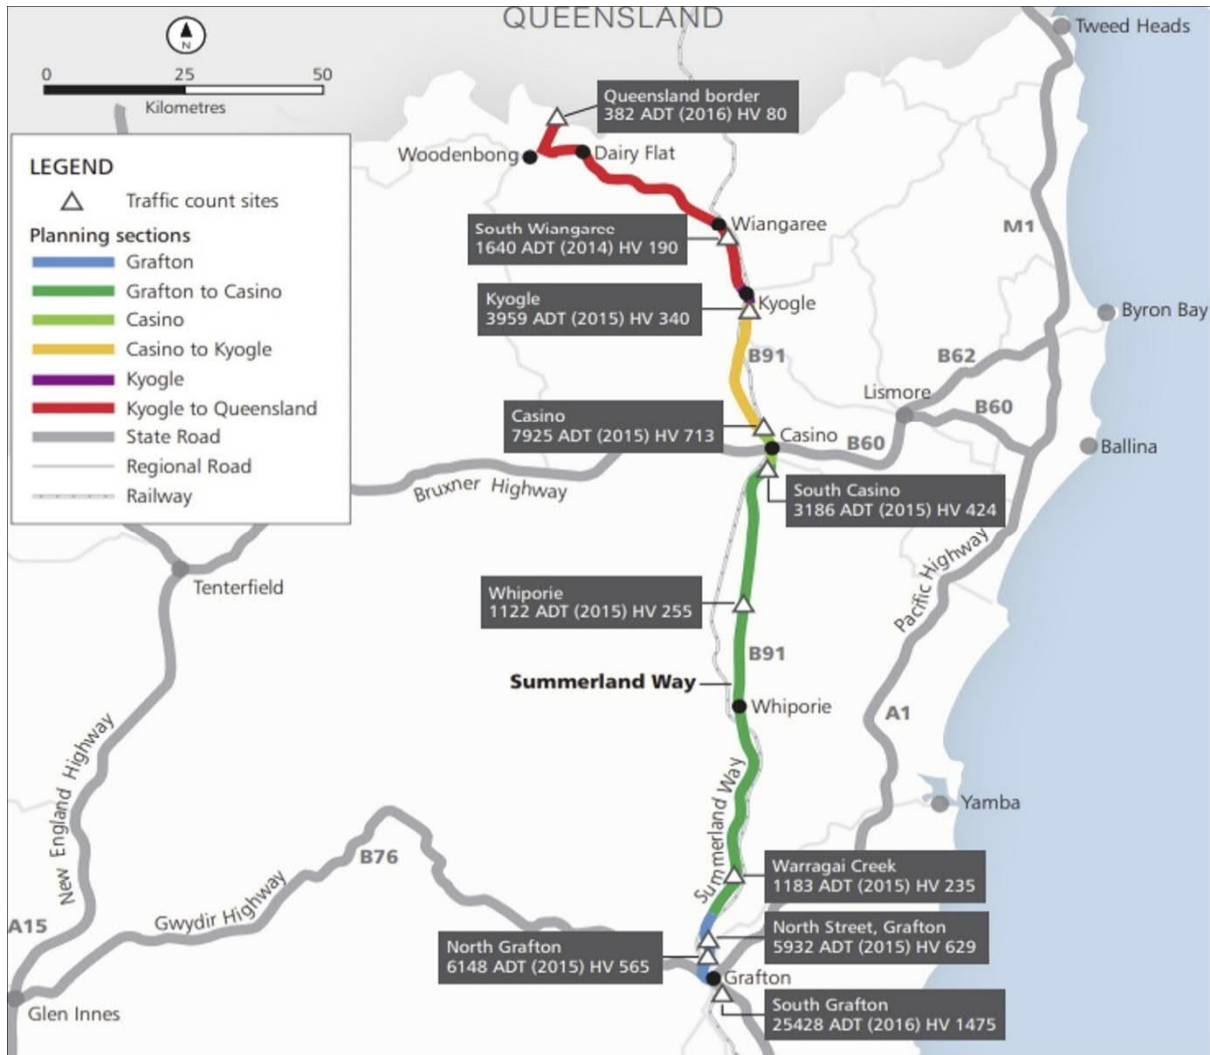 QUEENSLAND
Tweed Heads
N
0 25 50
Kilometres
Queensland border
382 ADT (2016) HV 80
Woodenbong
Dairy Flat
LEGEND
Traffic count sites
Planning sections
Grafton
Grafton to Casino
Casino
Casino to Kyogle
Kyogle
Kyogle to Queensland
State Road
Regional Road
Railway
South Wiangaree
1640 ADT (2014) HV 190
Wiangaree
M1
Kyogle
3959 ADT (2015) HV 340
Kyogle
Byron Bay
B91
B62
Lismore
B60
Casino
7925 ADT (2015) HV 713
Casino
B60
Ballina
Bruxner Highway
South Casino
3186 ADT (2015) HV 424
Pacific Highway
Tenterfield
Whiporie
1122 ADT (2015) HV 255
B91
Summerland Way
Whiporie
A1
New England Highway
Summerland Way
Yamba
B76
Warragai Creek
1183 ADT (2015) HV 235
Gwydir Highway
A15
North Street, Grafton
5932 ADT (2015) HV 629
North Grafton
6148 ADT (2015) HV 565
Grafton
South Grafton
25428 ADT (2016) HV 1475
Glen Innes